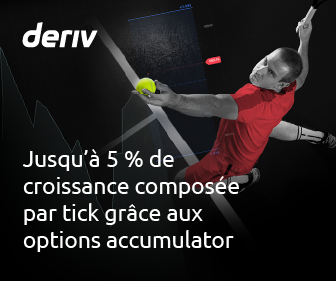 deriv
Jusqu'à 5 % de
croissance composée
par tick grâce aux
options accumulator